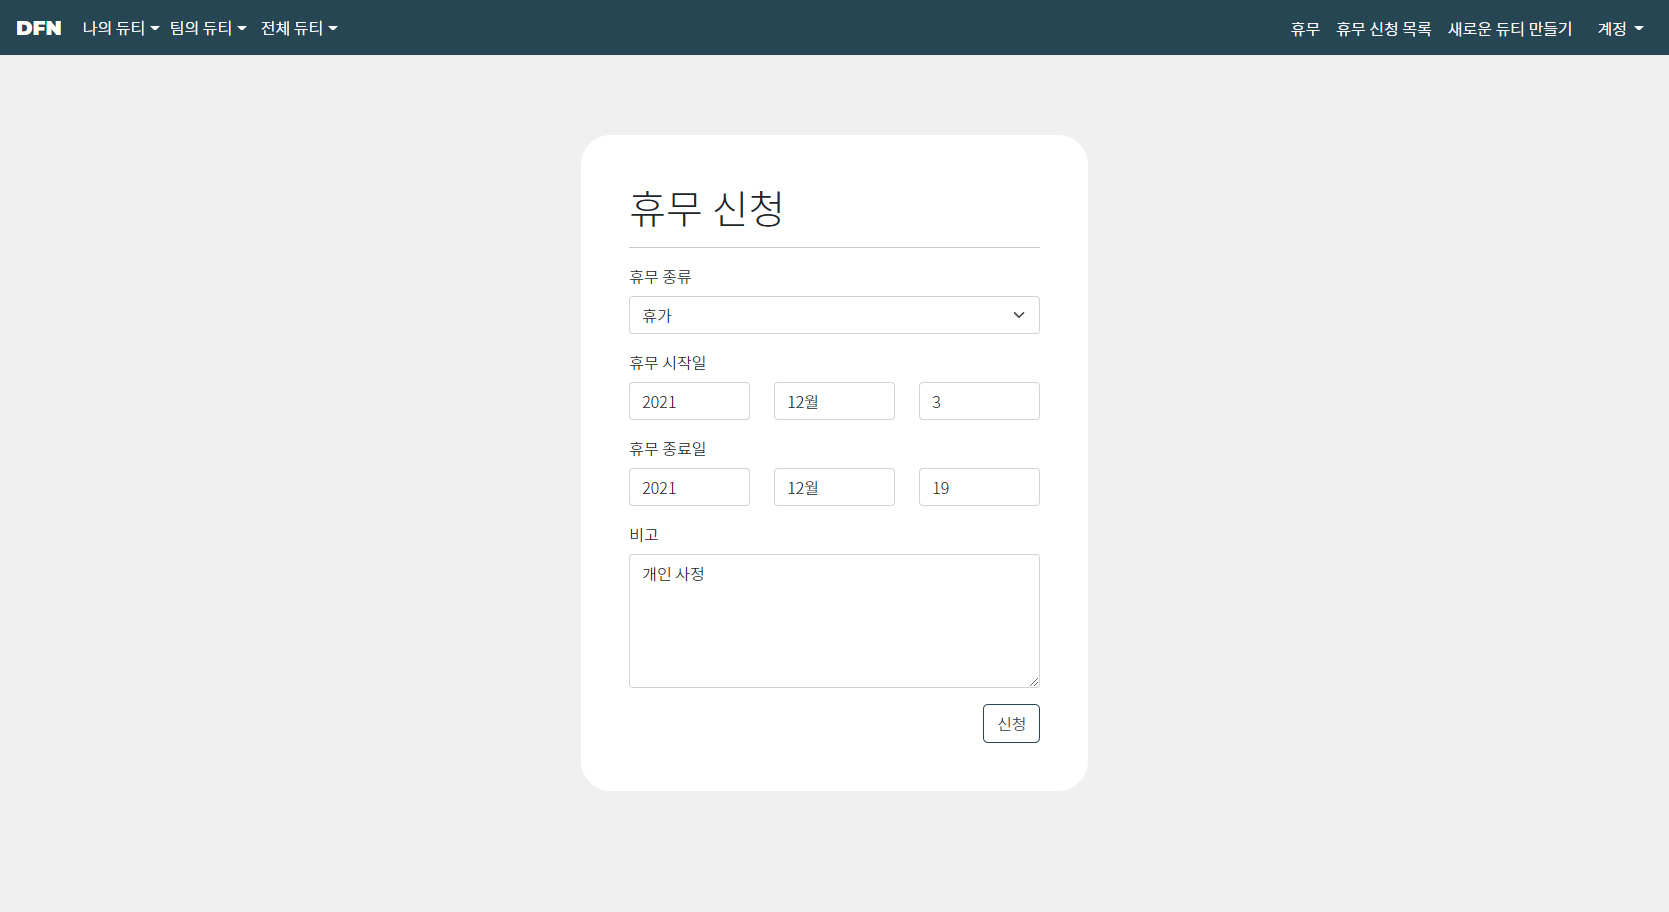 DFN 나의 듀티 팀의 듀티 전체 듀티 휴무 휴무 신청 목록 새로운 듀티 만들기 계정
휴무 신청
휴무 종류
휴가
휴무 시작일
2021 12월 3
휴무 종료일
2021 12월 19
비고
개인 사정
신청